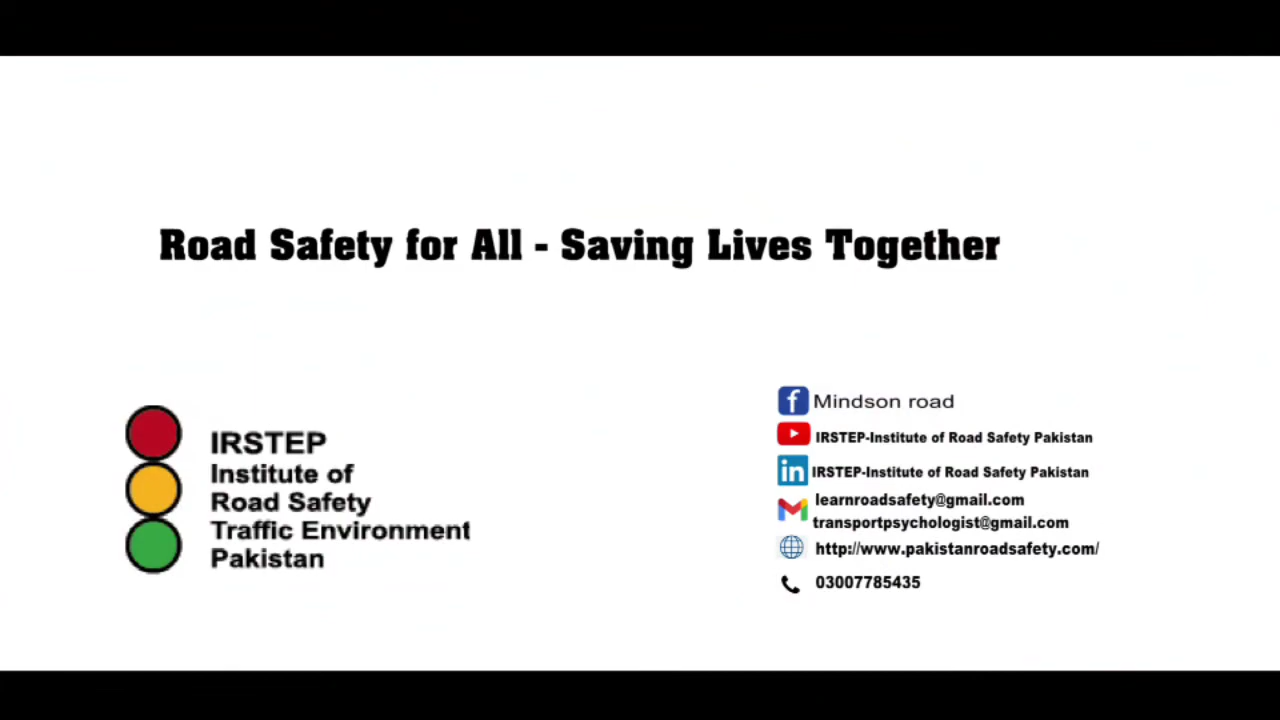 Road Safety for All - Saving Lives Together
IRSTEP
Institute of
Road Safety
Traffic Environment
Pakistan
Mindson road
IRSTEP-Institute of Road Safety Pakistan
IRSTEP-Institute of Road Safety Pakistan
learnroadsafety@gmail.com
transportpsychologist@gmail.com
http://www.pakistanroadsafety.com/
03007785435